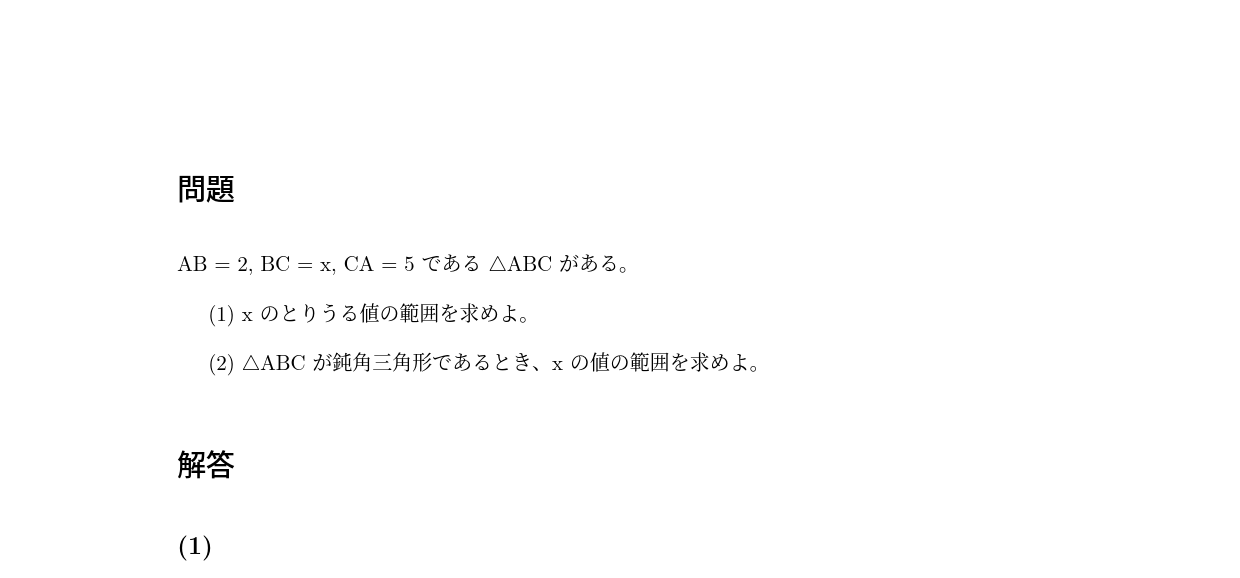 問題
AB = 2, BC = x, CA = 5 である △ABC がある。
(1) x のとりうる値の範囲を求めよ。
(2) △ABC が鈍角三角形であるとき、x の値の範囲を求めよ。
解答
(1)